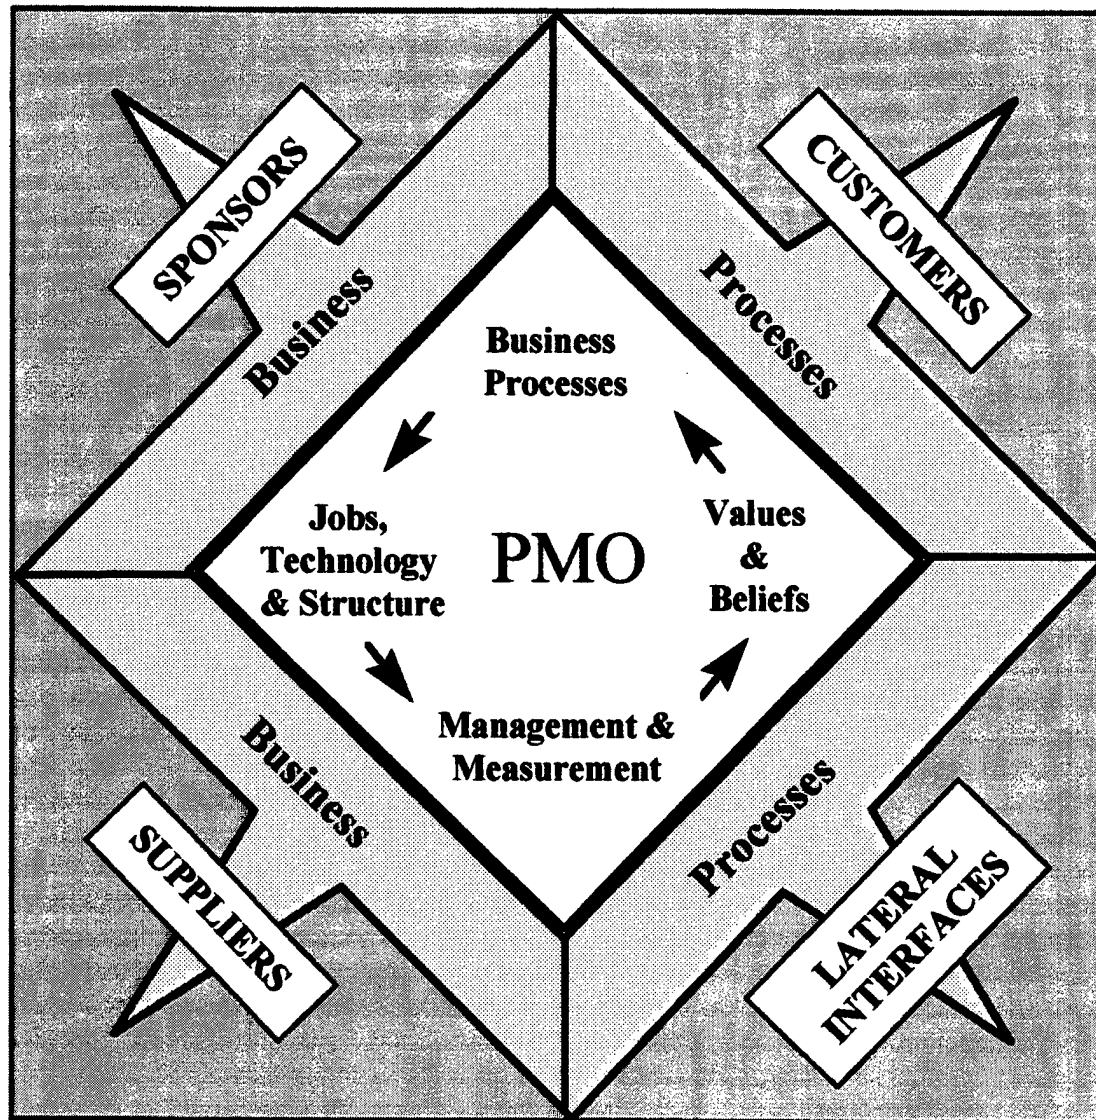 SPONSORS
CUSTOMERS
Business
Processes
Business
Processes
Jobs,
Technology
& Structure
PMO
Values
&
Beliefs
Management &
Measurement
Business
Processes
SUPPLIERS
LATERAL
INTERFACES